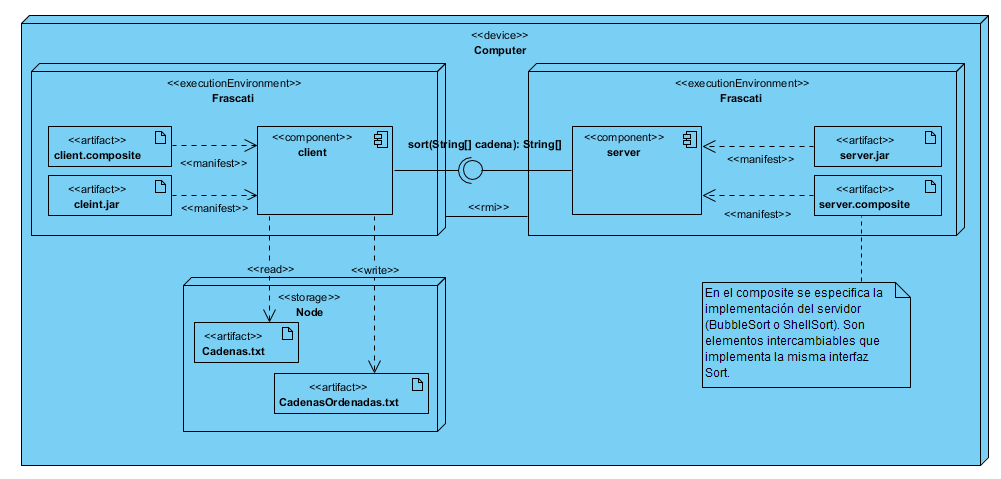 <<device>>
Computer
<<executionEnvironment>>
Frascati
<<artifact>>
client.composite
<<manifest>>
<<artifact>>
cleint.jar
<<manifest>>
<<component>>
client
sort(String[] cadena): String[]
<<rmi>>
<<executionEnvironment>>
Frascati
<<component>>
server
<<artifact>>
server.jar
<<manifest>>
<<artifact>>
server.composite
<<manifest>>
<<read>>
<<write>>
<<storage>>
Node
<<artifact>>
Cadenas.txt
<<artifact>>
CadenasOrdenadas.txt
En el composite se especifica la
implementación del servidor
(BubbleSort o ShellSort). Son
elementos intercambiables que
implementa la misma interfaz
Sort.